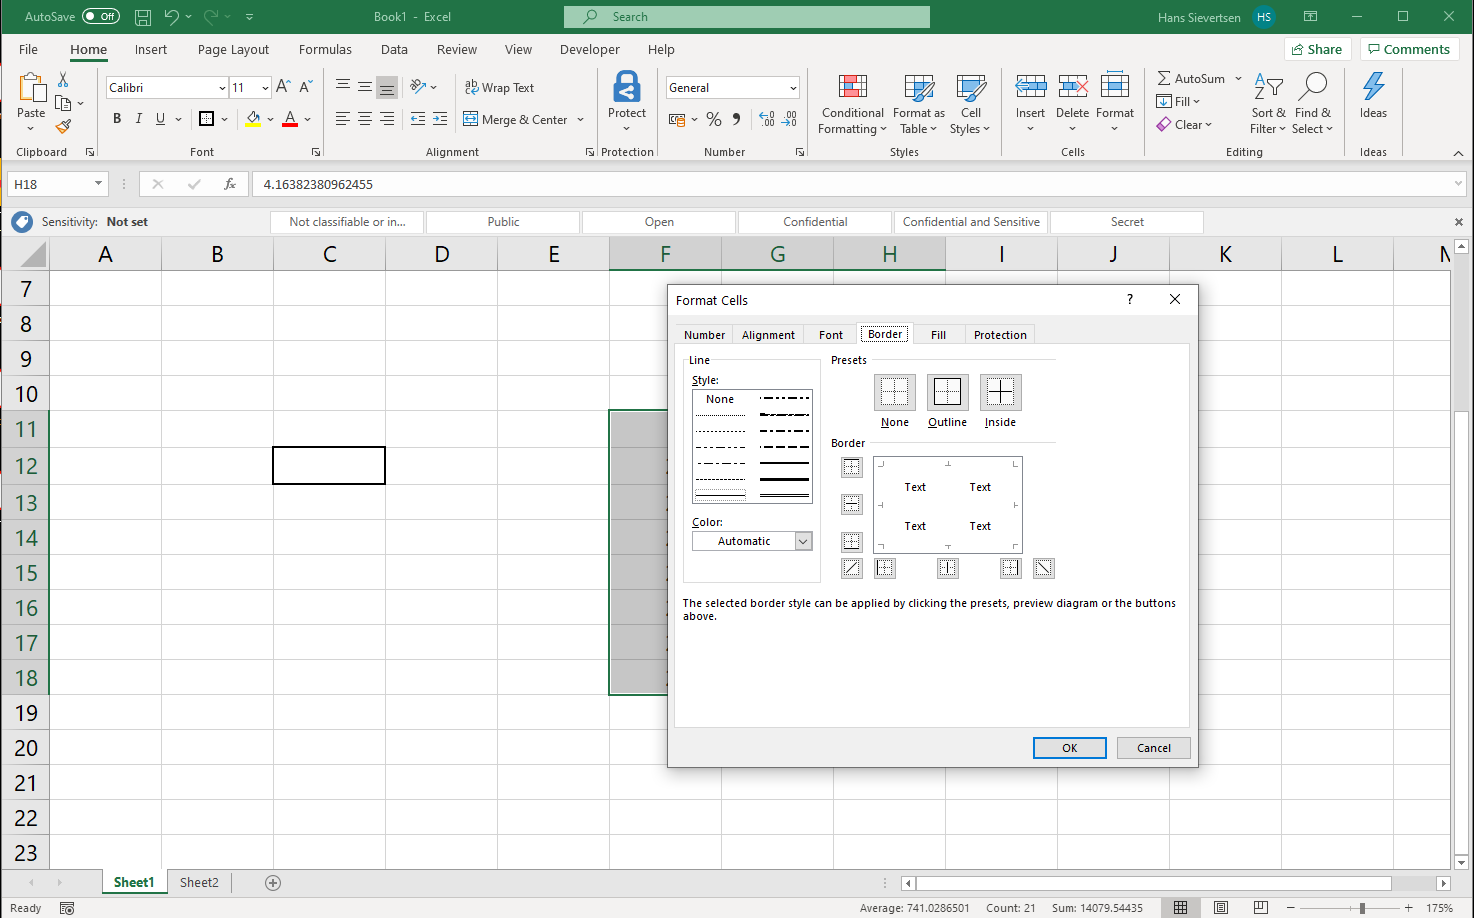 AutoSave Off Book1 - Excel Search Hans Sievertsen HS
File Home Insert Page Layout Formulas Data Review View Developer Help Share Comments
Paste
Clipboard
Calibri 11
B I U A
Font
ab Wrap Text
Merge & Center
Alignment
Protect
Protection
General
% 9 .00 .00
Number
Conditional Formatting
Format as Table
Cell Styles
Styles
Insert Delete Format
Cells
AutoSum
Fill
Clear
Sort & Filter
Find & Select
Editing
Ideas
Ideas
H18 fx 4.16382380962455
Sensitivity: Not set Not classifiable or in... Public Open Confidential Confidential and Sensitive Secret
A B C D E F G H I J K L
7
8
9
10
11
12
13
14
15
16
17
18
19
20
21
22
23
Format Cells ?
Number Alignment Font Border Fill Protection
Line
Style:
None
Color:
Automatic
Presets
None Outline Inside
Border
Text Text
Text Text
The selected border style can be applied by clicking the presets, preview diagram or the buttons
above.
OK Cancel
Sheet1 Sheet2
Ready Average: 741.0286501 Count: 21 Sum: 14079.54435 175%